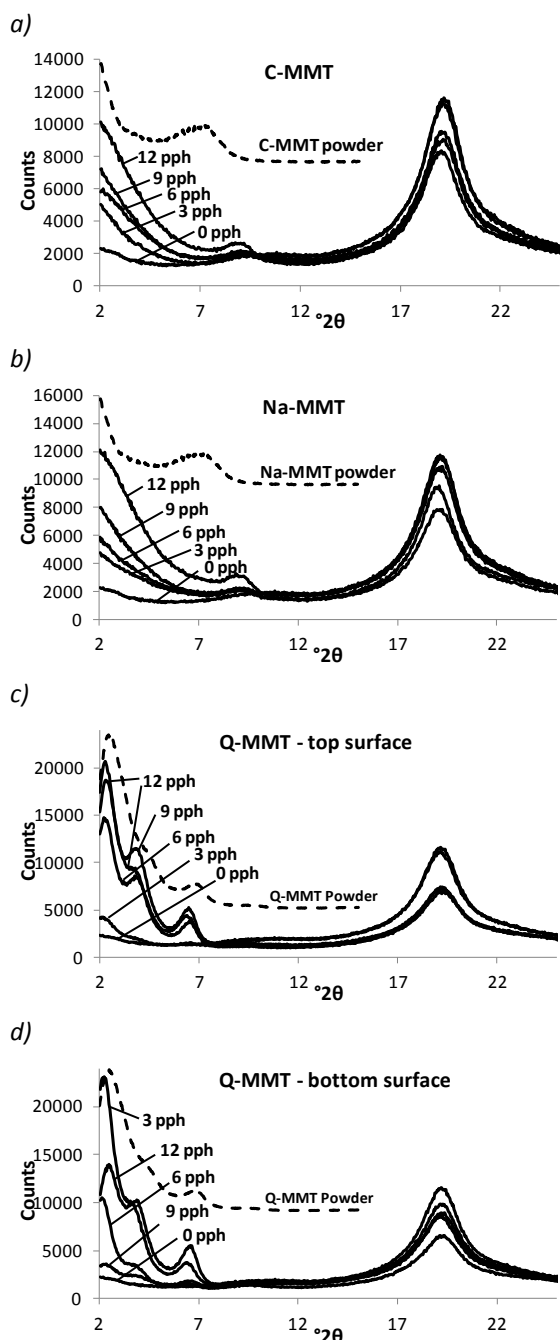 a)
C-MMT
14000
12000
10000
8000
6000
4000
2000
0
Counts
C-MMT powder
12 pph
9 pph
6 pph
3 pph
0 pph
2 7 12 17 22
°2θ
b)
Na-MMT
16000
14000
12000
10000
8000
6000
4000
2000
0
Counts
Na-MMT powder
12 pph
9 pph
6 pph
3 pph
0 pph
2 7 12 17 22
°2θ
c)
Q-MMT - top surface
20000
15000
10000
5000
0
Counts
12 pph
9 pph
6 pph
3 pph
0 pph
Q-MMT Powder
2 7 12 17 22
°2θ
d)
Q-MMT - bottom surface
20000
15000
10000
5000
0
Counts
3 pph
12 pph
6 pph
9 pph
0 pph
Q-MMT Powder
2 7 12 17 22
°2θ